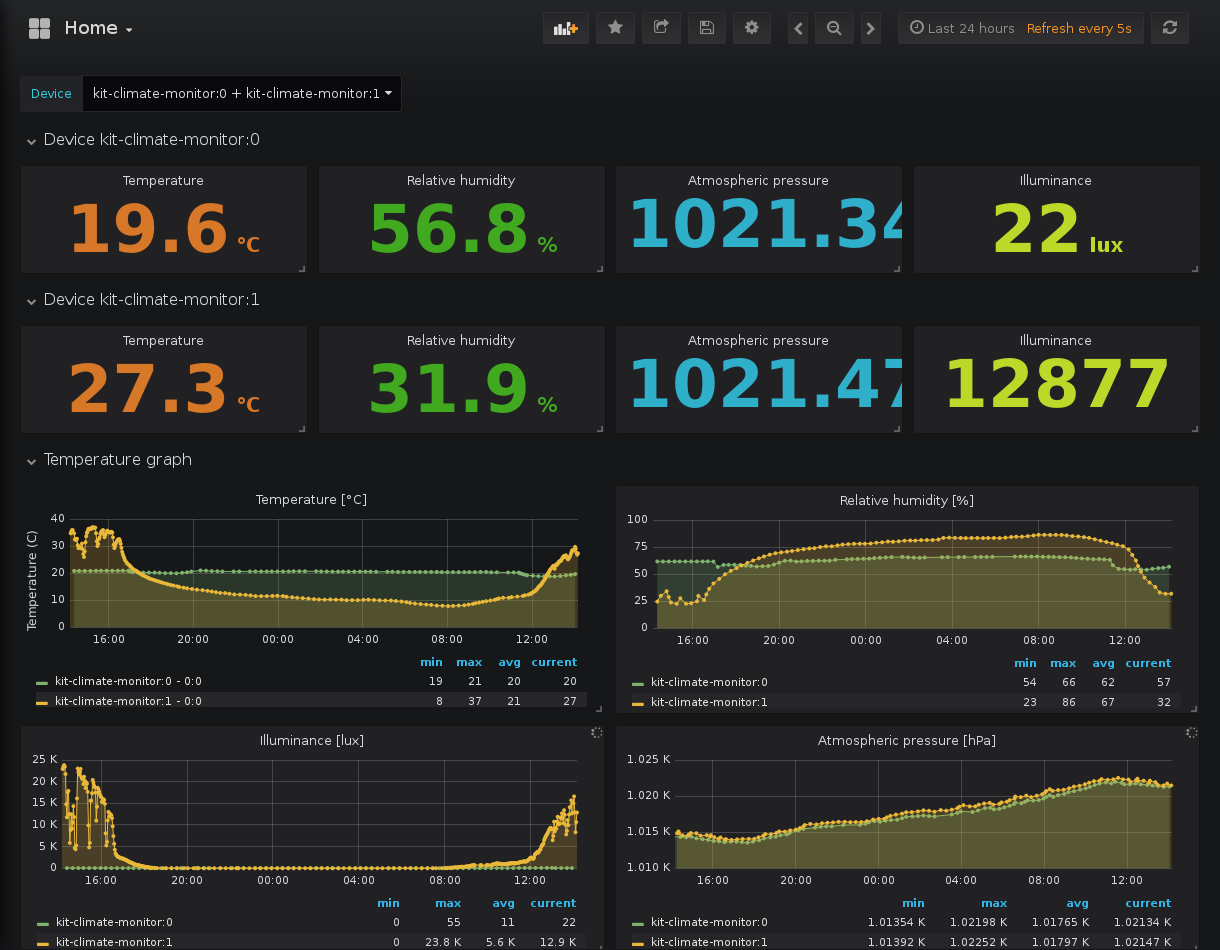 Home
Last 24 hours Refresh every 5s
Device kit-climate-monitor:0 + kit-climate-monitor:1
Device kit-climate-monitor:0
Temperature Relative humidity Atmospheric pressure Illuminance
19.6 °C 56.8 % 1021.34 22 lux
Device kit-climate-monitor:1
Temperature Relative humidity Atmospheric pressure Illuminance
27.3 °C 31.9 % 1021.47 12877
Temperature graph
Temperature [°C]
Temperature (C)
40
30
20
10
0
16:00 20:00 00:00 04:00 08:00 12:00
min max avg current
kit-climate-monitor:0 - 0:0 19 21 20 20
kit-climate-monitor:1 - 0:0 8 37 21 27
Relative humidity [%]
100
75
50
25
0
16:00 20:00 00:00 04:00 08:00 12:00
min max avg current
kit-climate-monitor:0 54 66 62 57
kit-climate-monitor:1 23 86 67 32
Illuminance [lux]
25 K
20 K
15 K
10 K
5 K
0
16:00 20:00 00:00 04:00 08:00 12:00
min max avg current
kit-climate-monitor:0 0 55 11 22
kit-climate-monitor:1 0 23.8 K 5.6 K 12.9 K
Atmospheric pressure [hPa]
1.025 K
1.020 K
1.015 K
1.010 K
16:00 20:00 00:00 04:00 08:00 12:00
min max avg current
kit-climate-monitor:0 1.01354 K 1.02198 K 1.01765 K 1.02134 K
kit-climate-monitor:1 1.01392 K 1.02252 K 1.01797 K 1.02147 K